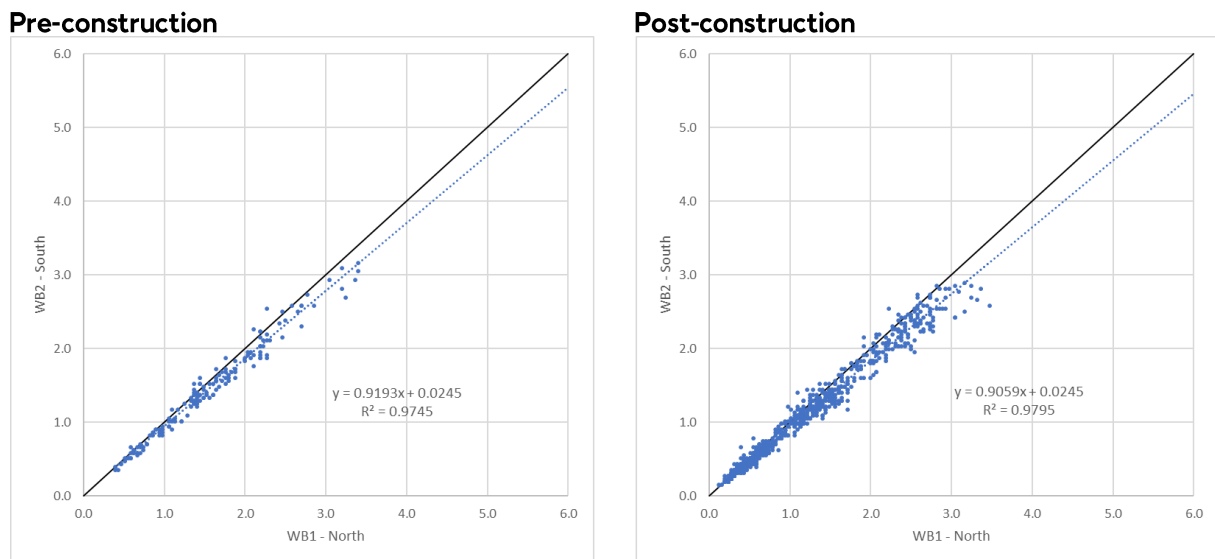 Pre-construction
6.0
5.0
4.0
3.0
2.0
1.0
0.0
WB2 - South
y = 0.9193x + 0.0245
R² = 0.9745
0.0 1.0 2.0 3.0 4.0 5.0 6.0
WB1 - North
Post-construction
6.0
5.0
4.0
3.0
2.0
1.0
0.0
WB2 - South
y = 0.9059x + 0.0245
R² = 0.9795
0.0 1.0 2.0 3.0 4.0 5.0 6.0
WB1 - North